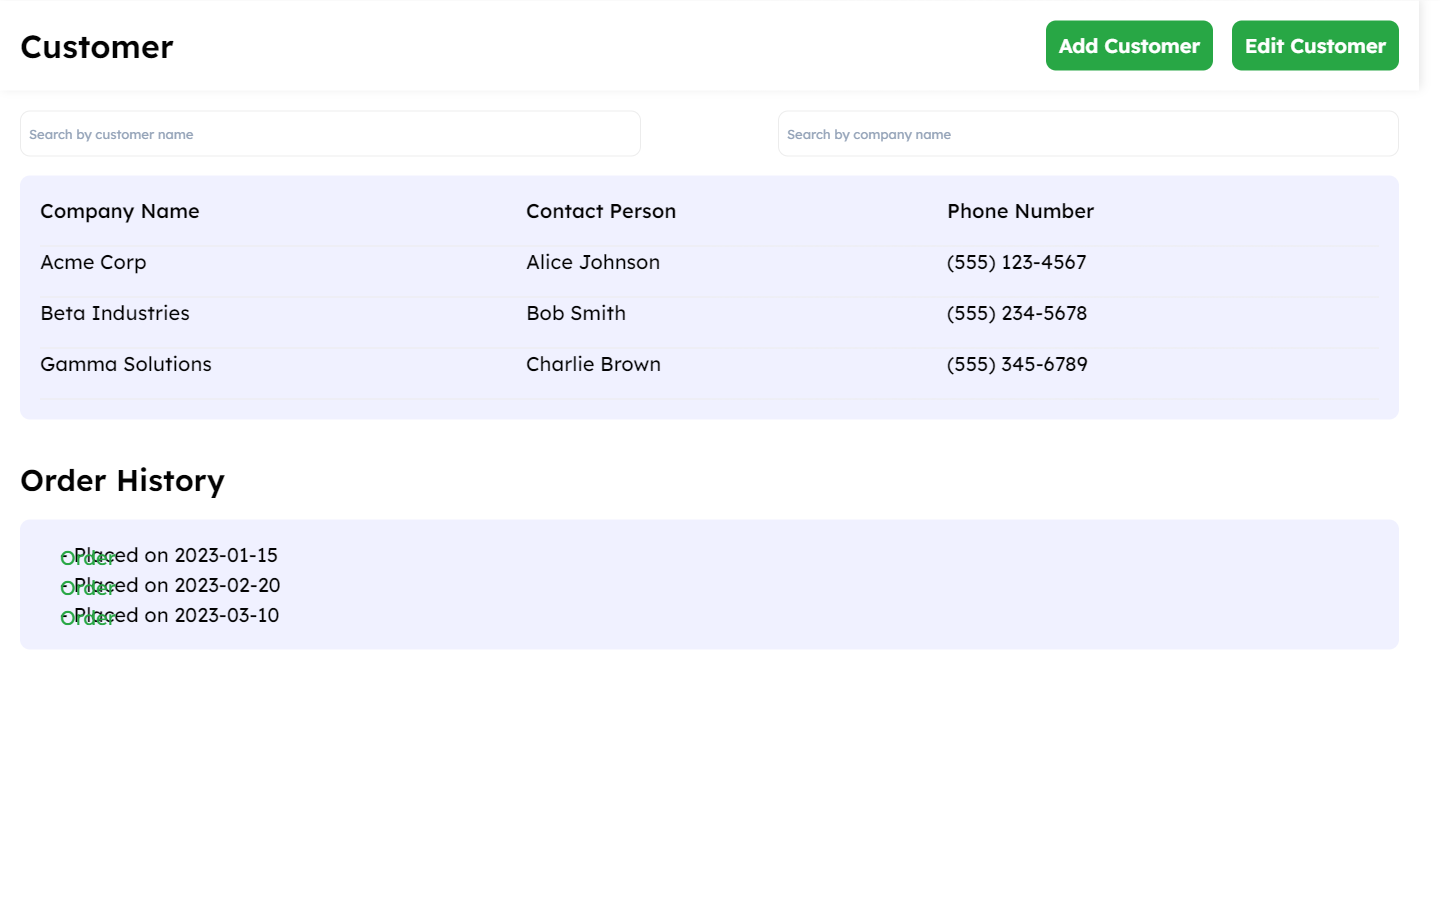 Customer
Add Customer
Edit Customer
Search by customer name
Search by company name
Company Name Contact Person Phone Number
Acme Corp Alice Johnson (555) 123-4567
Beta Industries Bob Smith (555) 234-5678
Gamma Solutions Charlie Brown (555) 345-6789
Order History
Order - Placed on 2023-01-15
Order - Placed on 2023-02-20
Order - Placed on 2023-03-10